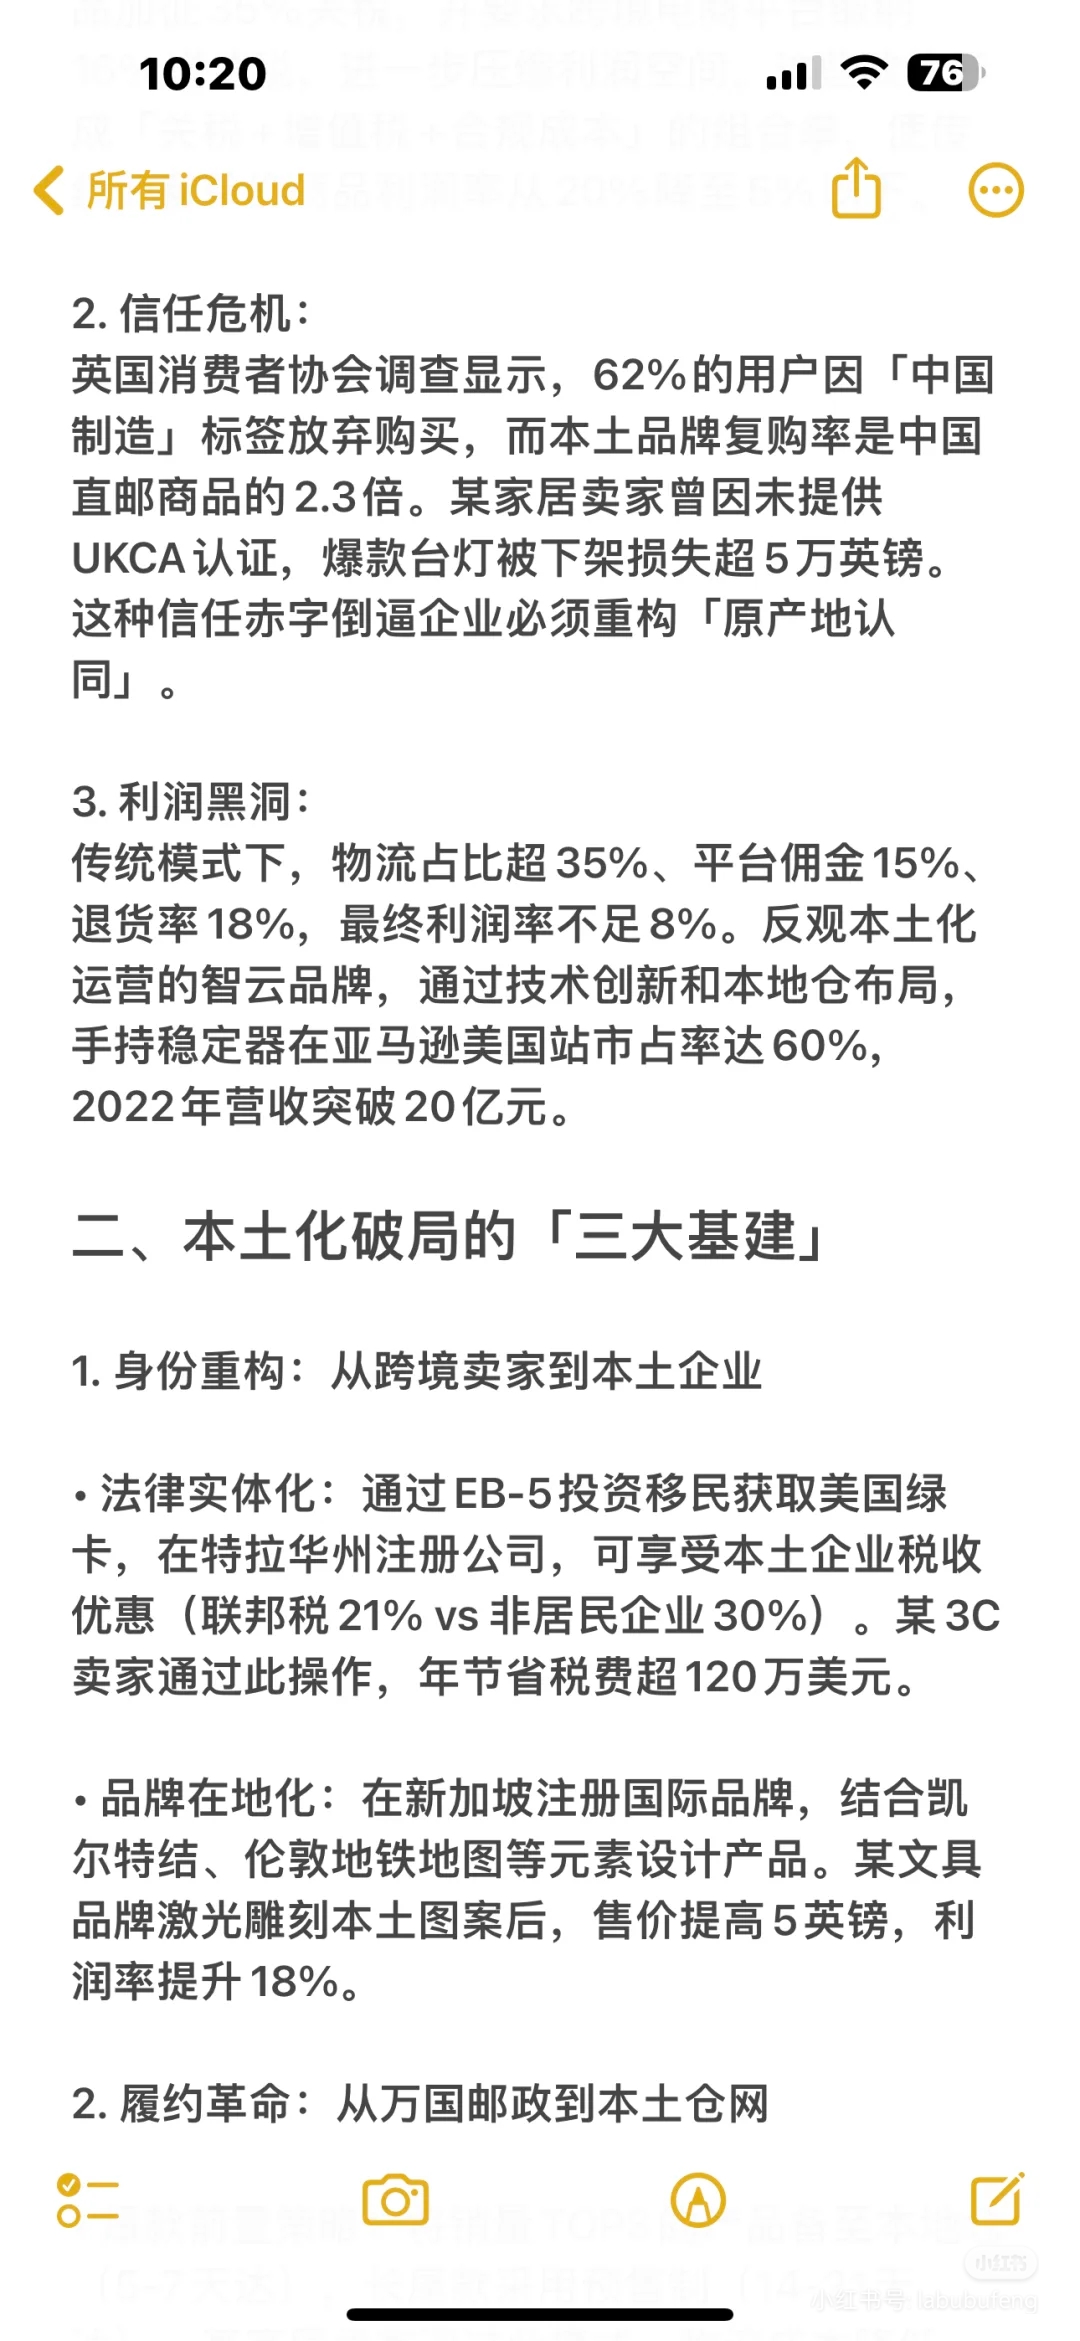 10:20
76
所有 iCloud
2. 信任危机：
英国消费者协会调查显示，62%的用户因「中国
制造」标签放弃购买，而本土品牌复购率是中国
直邮商品的2.3倍。某家居卖家曾因未提供
UKCA认证，爆款台灯被下架损失超5万英镑。
这种信任赤字倒逼企业必须重构「原产地认
同」。
3. 利润黑洞：
传统模式下，物流占比超35%、平台佣金15%、
退货率18%，最终利润率不足8%。反观本土化
运营的智云品牌，通过技术创新和本地仓布局，
手持稳定器在亚马逊美国站市占率达60%，
2022年营收突破20亿元。
二、本土化破局的「三大基建」
1. 身份重构：从跨境卖家到本土企业
• 法律实体化：通过EB-5投资移民获取美国绿
卡，在特拉华州注册公司，可享受本土企业税收
优惠（联邦税21% vs 非居民企业30%）。某3C
卖家通过此操作，年节省税费超120万美元。
• 品牌在地化：在新加坡注册国际品牌，结合凯
尔特结、伦敦地铁地图等元素设计产品。某文具
品牌激光雕刻本土图案后，售价提高5英镑，利
润率提升18%。
2. 履约革命：从万国邮政到本土仓网
小红书
小红书号: labubufeng